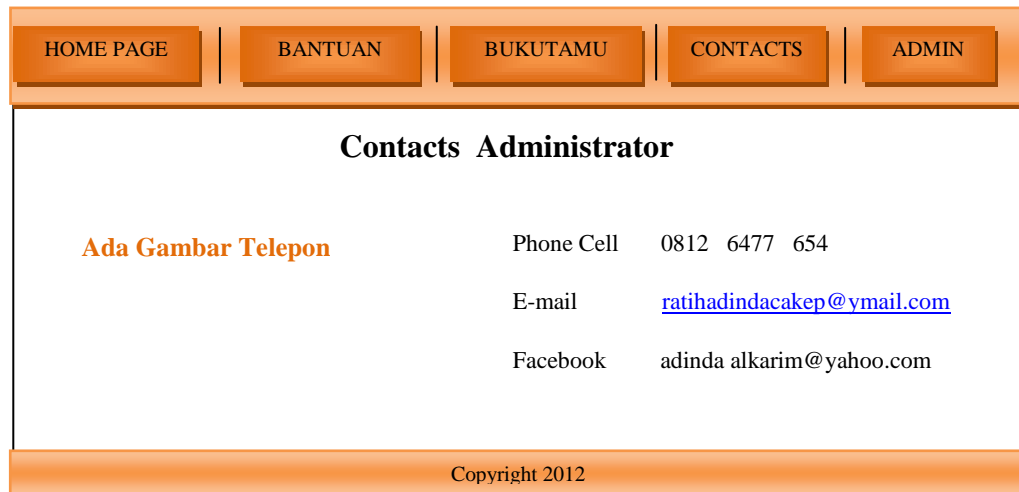 HOME PAGE BANTUAN BUKUTAMU CONTACTS ADMIN
Contacts Administrator
Ada Gambar Telepon
Phone Cell 0812 6477 654
E-mail ratihadindacakep@ymail.com
Facebook adinda alkarim@yahoo.com
Copyright 2012